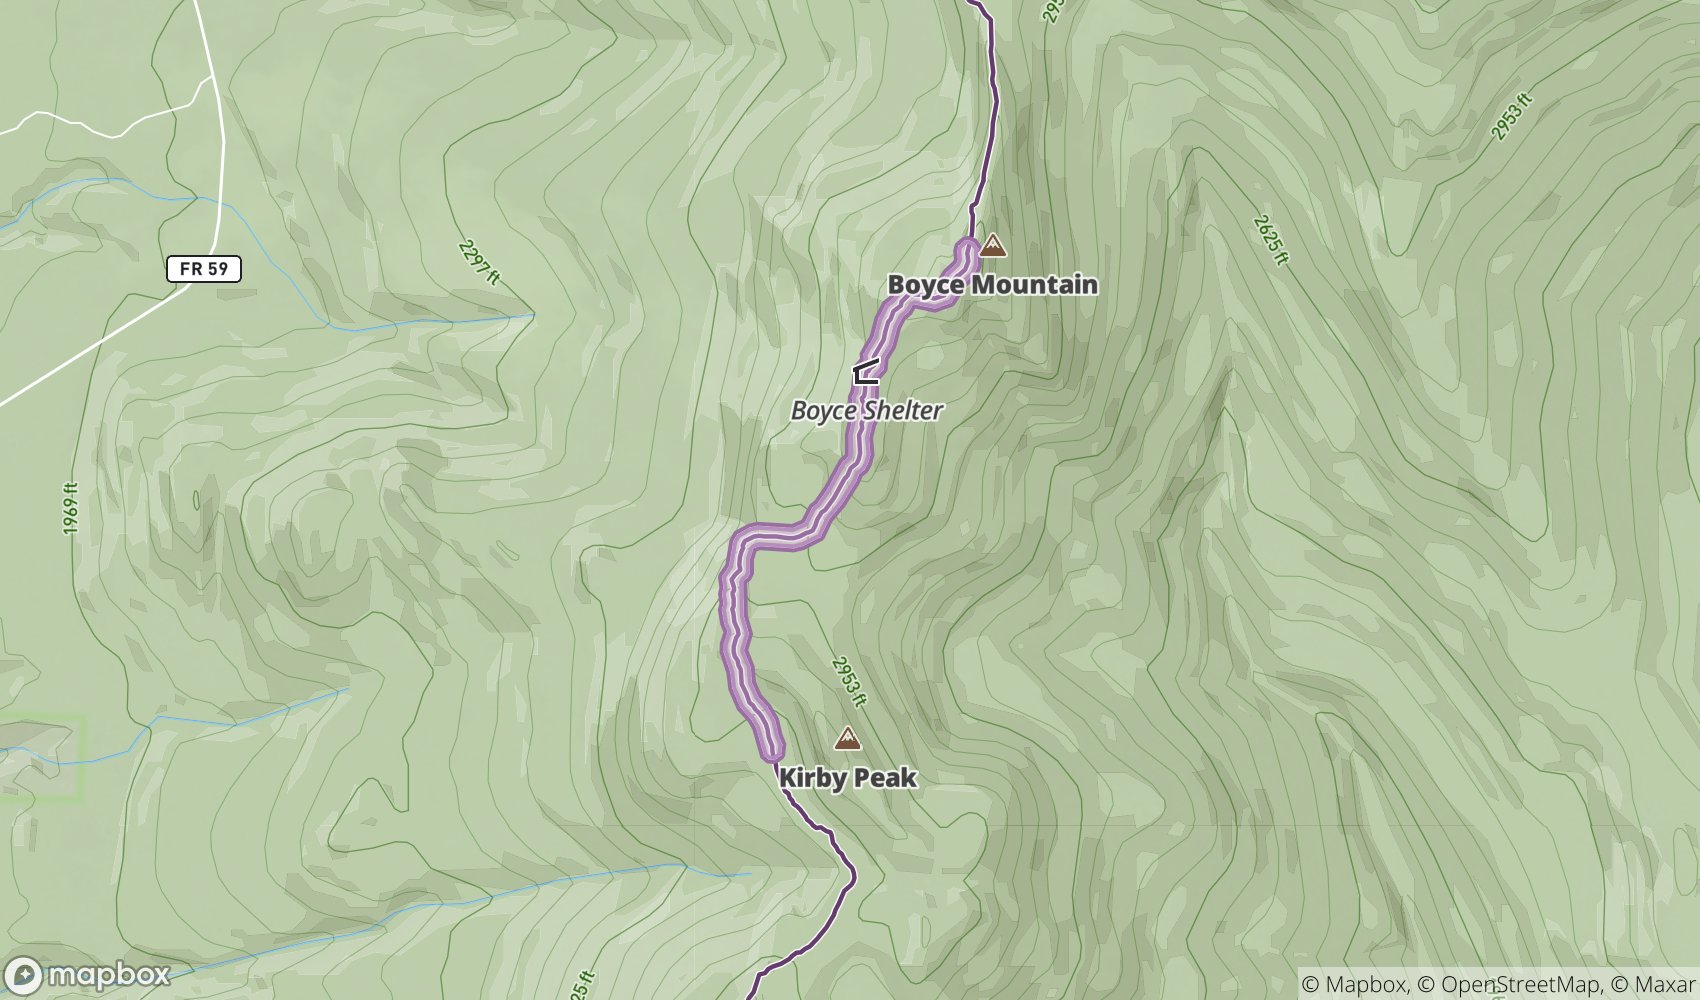 2953 ft
2297 ft
2625 ft
FR 59
Boyce Mountain
Boyce Shelter
1969 ft
2953 ft
Kirby Peak
mapbox
© Mapbox, © OpenStreetMap, © Maxar